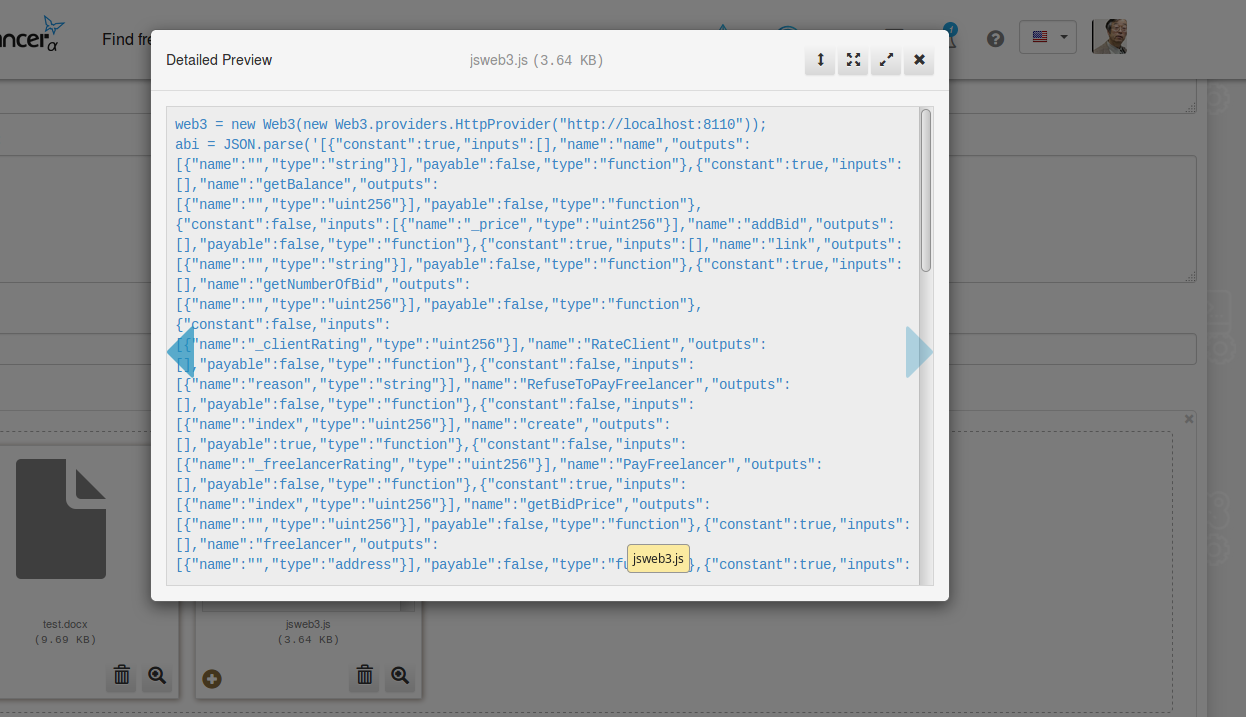 ncer α
Find fre
Detailed Preview
jsweb3.js (3.64 KB)
web3 = new Web3(new Web3.providers.HttpProvider("http://localhost:8110"));
abi = JSON.parse('[{"constant":true,"inputs":[],"name":"name","outputs":
[{"name":"","type":"string"}],"payable":false,"type":"function"},{"constant":true,"inputs":
[],"name":"getBalance","outputs":
[{"name":"","type":"uint256"}],"payable":false,"type":"function"},
{"constant":false,"inputs":[{"name":"_price","type":"uint256"}],"name":"addBid","outputs":
[],"payable":false,"type":"function"},{"constant":true,"inputs":[],"name":"link","outputs":
[{"name":"","type":"string"}],"payable":false,"type":"function"},{"constant":true,"inputs":
[],"name":"getNumberOfBid","outputs":
[{"name":"","type":"uint256"}],"payable":false,"type":"function"},
{"constant":false,"inputs":
[{"name":"_clientRating","type":"uint256"}],"name":"RateClient","outputs":
[],"payable":false,"type":"function"},{"constant":false,"inputs":
[{"name":"reason","type":"string"}],"name":"RefuseToPayFreelancer","outputs":
[],"payable":false,"type":"function"},{"constant":false,"inputs":
[{"name":"index","type":"uint256"}],"name":"create","outputs":
[],"payable":true,"type":"function"},{"constant":false,"inputs":
[{"name":"_freelancerRating","type":"uint256"}],"name":"PayFreelancer","outputs":
[],"payable":false,"type":"function"},{"constant":true,"inputs":
[{"name":"index","type":"uint256"}],"name":"getBidPrice","outputs":
[{"name":"","type":"uint256"}],"payable":false,"type":"function"},{"constant":true,"inputs":
[],"name":"freelancer","outputs":
[{"name":"","type":"address"}],"payable":false,"type":"fu },{"constant":true,"inputs":
jsweb3.js
test.docx
(9.69 KB)
jsweb3.js
(3.64 KB)